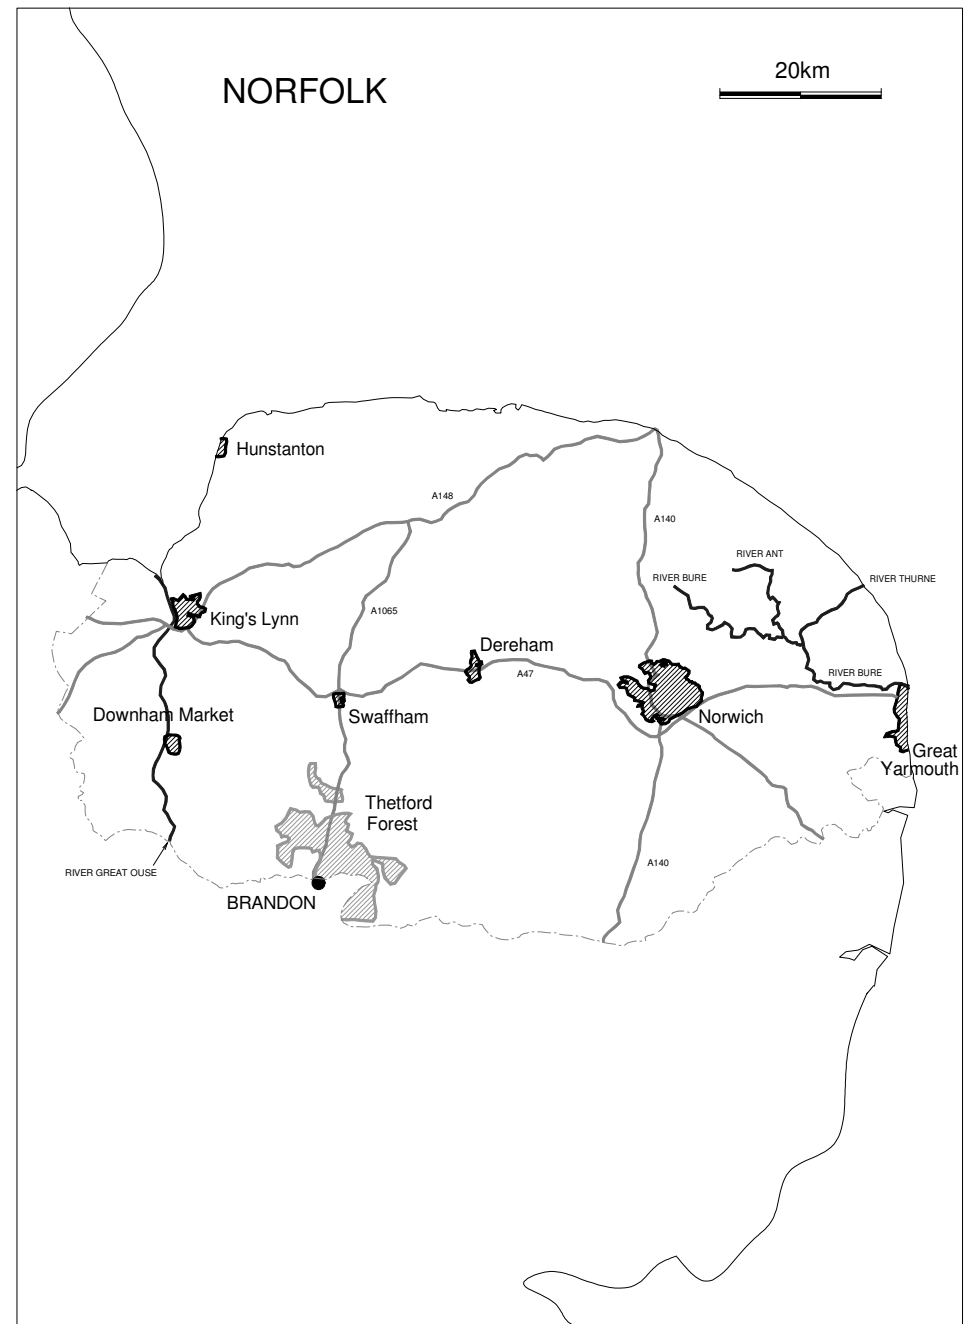 NORFOLK
20km
Hunstanton
A148
A140
RIVER ANT
RIVER BURE
RIVER THURNE
A1065
King's Lynn
Dereham
A47
RIVER BURE
Downham Market
Swaffham
Norwich
Great
Yarmouth
Thetford
Forest
A140
RIVER GREAT OUSE
BRANDON